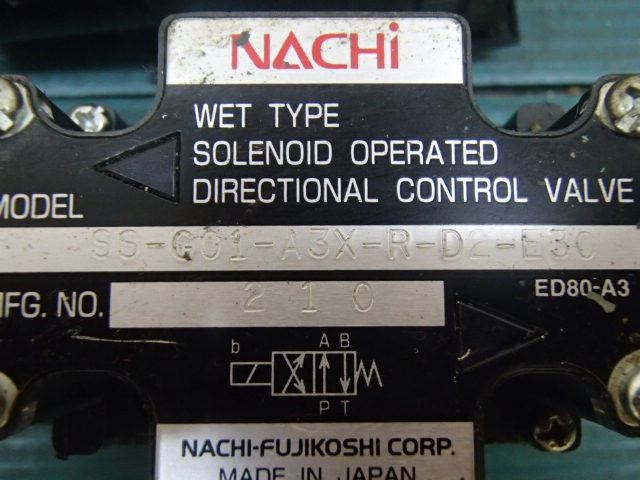 NACHi
WET TYPE
SOLENOID OPERATED
DIRECTIONAL CONTROL VALVE
MODEL
SS-G01-A3X-R-D2-E30
MFG. NO. 210
ED80-A3
b
A B
P T
NACHI-FUJIKOSHI CORP.
MADE IN JAPAN